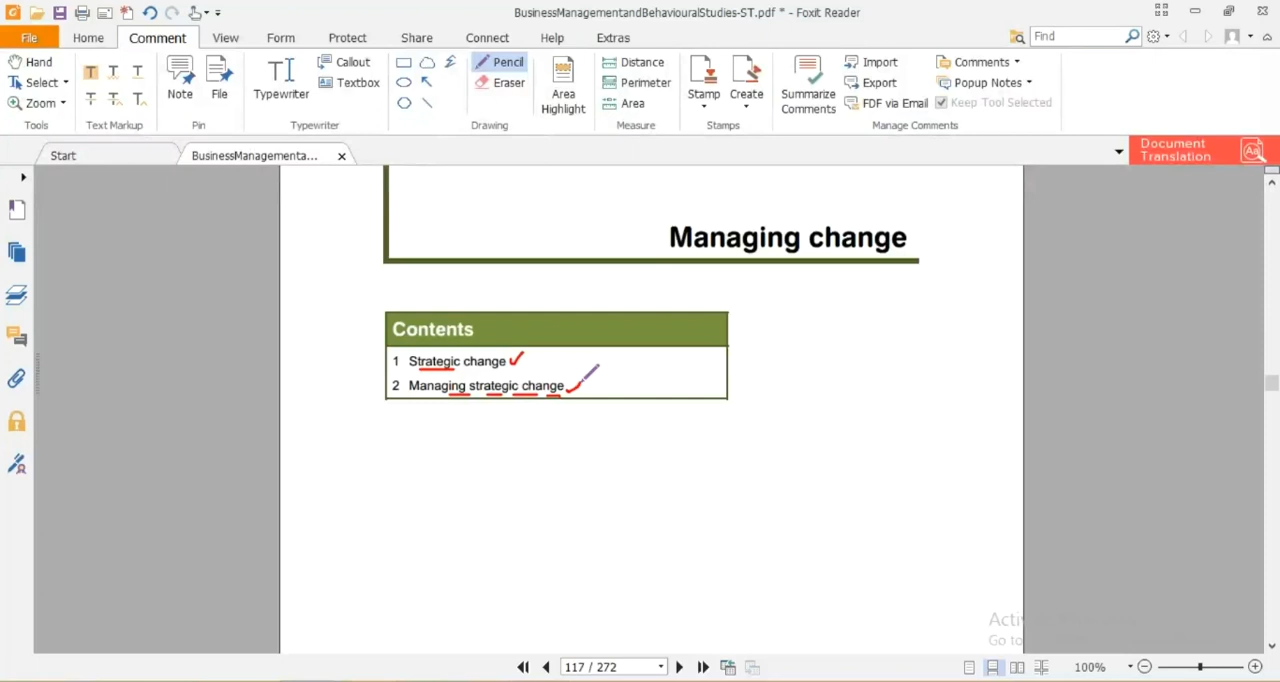 BusinessManagementandBehaviouralStudies-ST.pdf * - Foxit Reader
File Home Comment View Form Protect Share Connect Help Extras
Find
Hand
Select
Zoom
Tools
Text Markup
Note
File
Pin
Typewriter
Callout
Textbox
Typewriter
Pencil
Eraser
Drawing
Area
Highlight
Distance
Perimeter
Area
Measure
Stamp
Create
Stamps
Summarize
Comments
Import
Export
FDF via Email
Comments
Popup Notes
Keep Tool Selected
Manage Comments
Start
BusinessManagementa...
Document
Translation
Managing change
Contents
1 Strategic change
2 Managing strategic change
Go to
117 / 272
100%